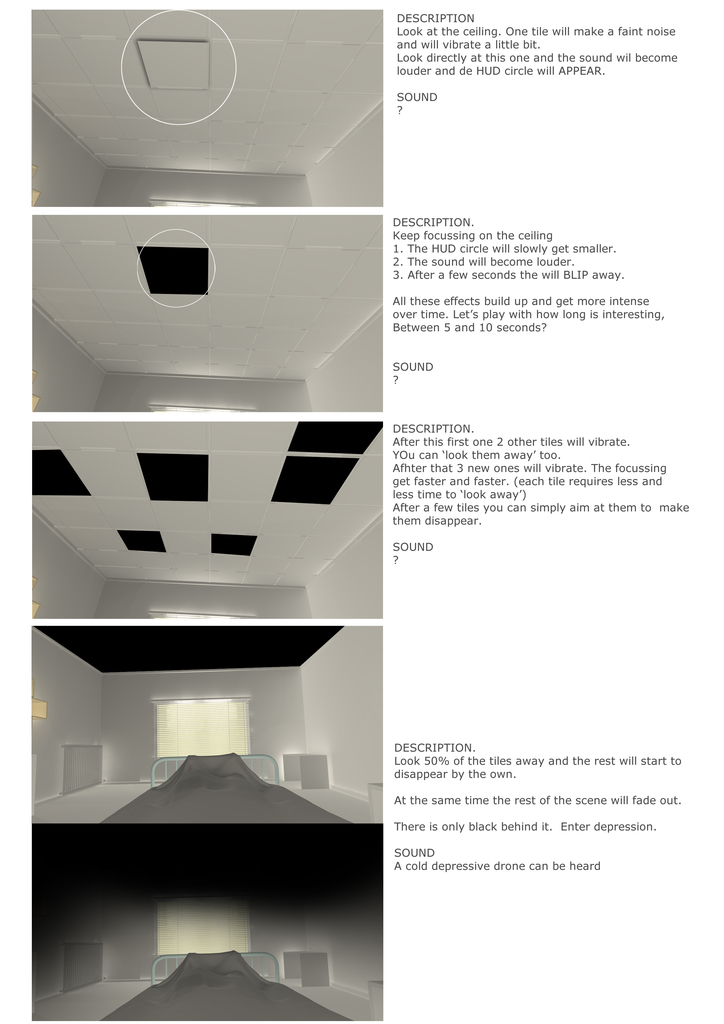 DESCRIPTION
Look at the ceiling. One tile will make a faint noise
and will vibrate a little bit.
Look directly at this one and the sound wil become
louder and de HUD circle will APPEAR.
SOUND
?
DESCRIPTION.
Keep focussing on the ceiling
1. The HUD circle will slowly get smaller.
2. The sound will become louder.
3. After a few seconds the will BLIP away.
All these effects build up and get more intense
over time. Let’s play with how long is interesting,
Between 5 and 10 seconds?
SOUND
?
DESCRIPTION.
After this first one 2 other tiles will vibrate.
YOu can ‘look them away’ too.
Afhter that 3 new ones will vibrate. The focussing
get faster and faster. (each tile requires less and
less time to ‘look away’)
After a few tiles you can simply aim at them to  make
them disappear.
SOUND
?
DESCRIPTION.
Look 50% of the tiles away and the rest will start to
disappear by the own.
At the same time the rest of the scene will fade out.
There is only black behind it.  Enter depression.
SOUND
A cold depressive drone can be heard